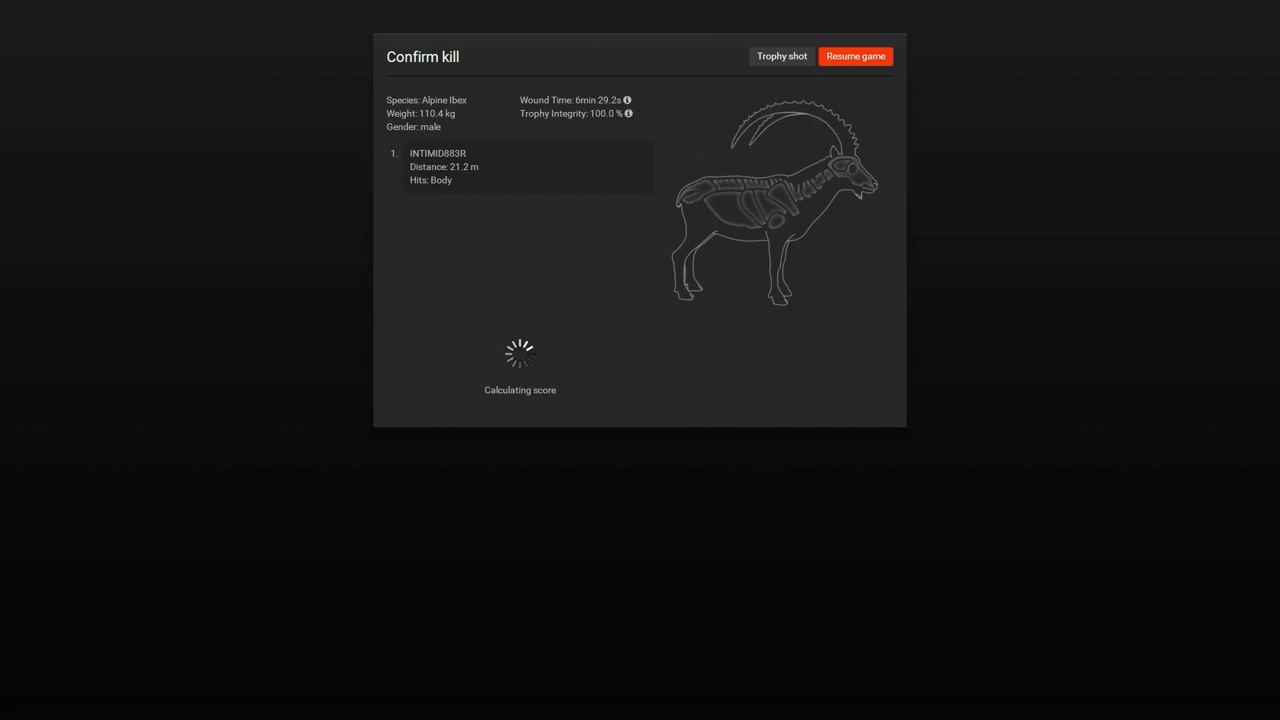 Confirm kill
Trophy shot
Resume game
Species: Alpine Ibex
Weight: 110.4 kg
Gender: male
Wound Time: 6min 29.2s
Trophy Integrity: 100.0 %
1.
INTIMID883R
Distance: 21.2 m
Hits: Body
Calculating score